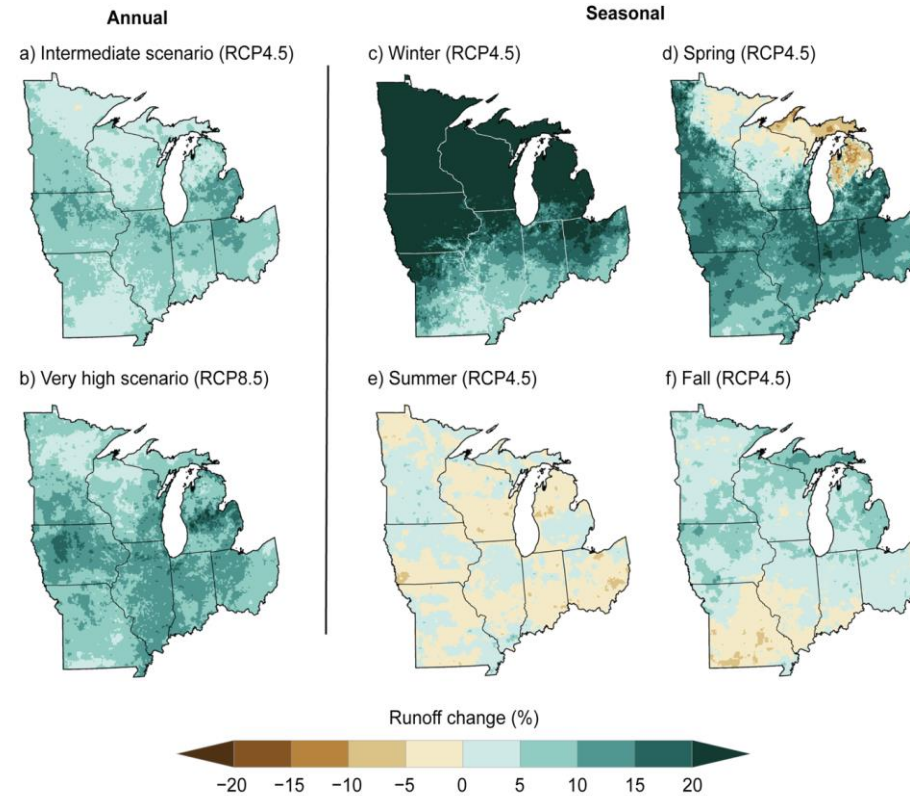 Annual
Seasonal
a) Intermediate scenario (RCP4.5)
c) Winter (RCP4.5)
d) Spring (RCP4.5)
b) Very high scenario (RCP8.5)
e) Summer (RCP4.5)
f) Fall (RCP4.5)
Runoff change (%)
−20 −15 −10 −5 0 5 10 15 20